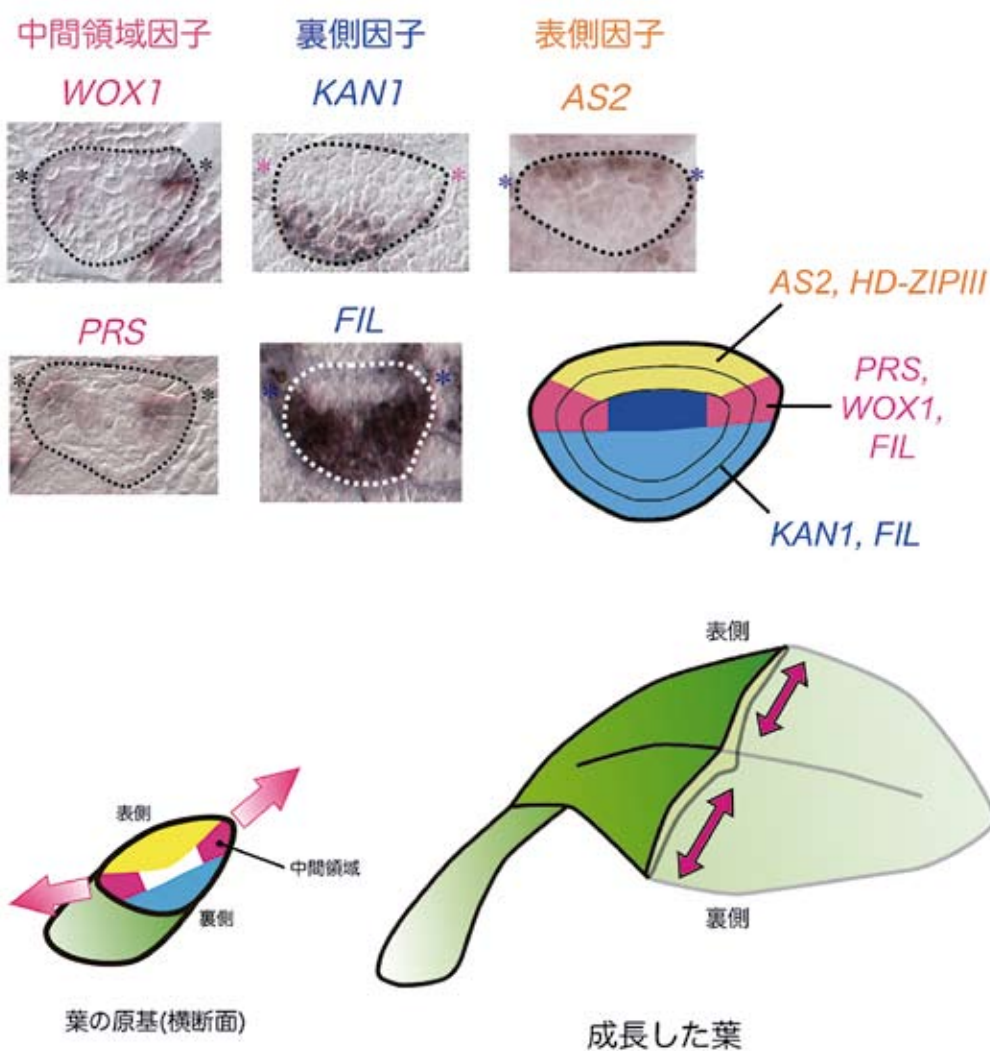 中間領域因子
裏側因子
表側因子
WOX1
KAN1
AS2
PRS
FIL
AS2, HD-ZIPIII
PRS,
WOX1,
FIL
KAN1, FIL
表側
中間領域
裏側
葉の原基(横断面)
表側
裏側
成長した葉